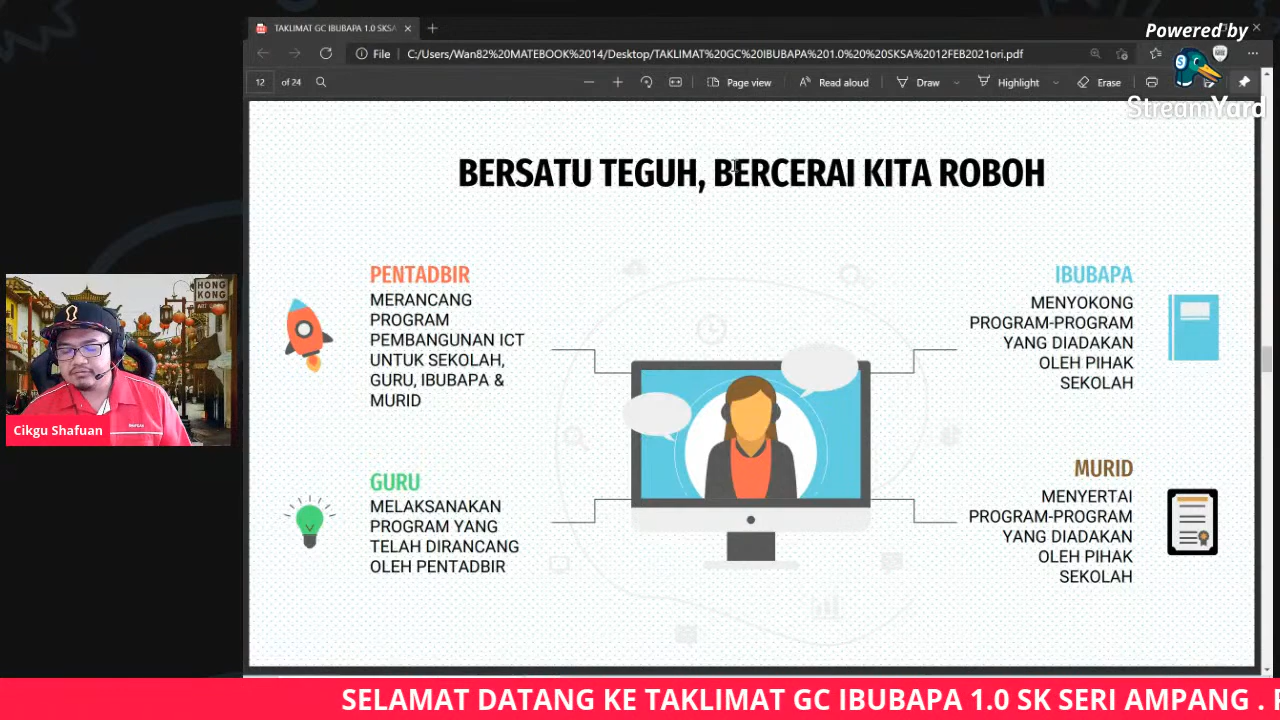 TAKLIMAT GC IBUBAPA 1.0 SKSA
Powered by
StreamYard
File
C:/Users/Wan82%20MATEBOOK%2014/Desktop/TAKLIMAT%20GC%20IBUBAPA%201.0%20%20SKSA%2012FEB2021ori.pdf
12 of 24
Page view
Read aloud
Draw
Highlight
Erase
BERSATU TEGUH, BERCERAI KITA ROBOH
PENTADBIR
MERANCANG
PROGRAM
PEMBANGUNAN ICT
UNTUK SEKOLAH,
GURU, IBUBAPA &
MURID
IBUBAPA
MENYOKONG
PROGRAM-PROGRAM
YANG DIADAKAN
OLEH PIHAK
SEKOLAH
GURU
MELAKSANAKAN
PROGRAM YANG
TELAH DIRANCANG
OLEH PENTADBIR
MURID
MENYERTAI
PROGRAM-PROGRAM
YANG DIADAKAN
OLEH PIHAK
SEKOLAH
HONG
KONG
Cikgu Shafuan
SELAMAT DATANG KE TAKLIMAT GC IBUBAPA 1.0 SK SERI AMPANG .